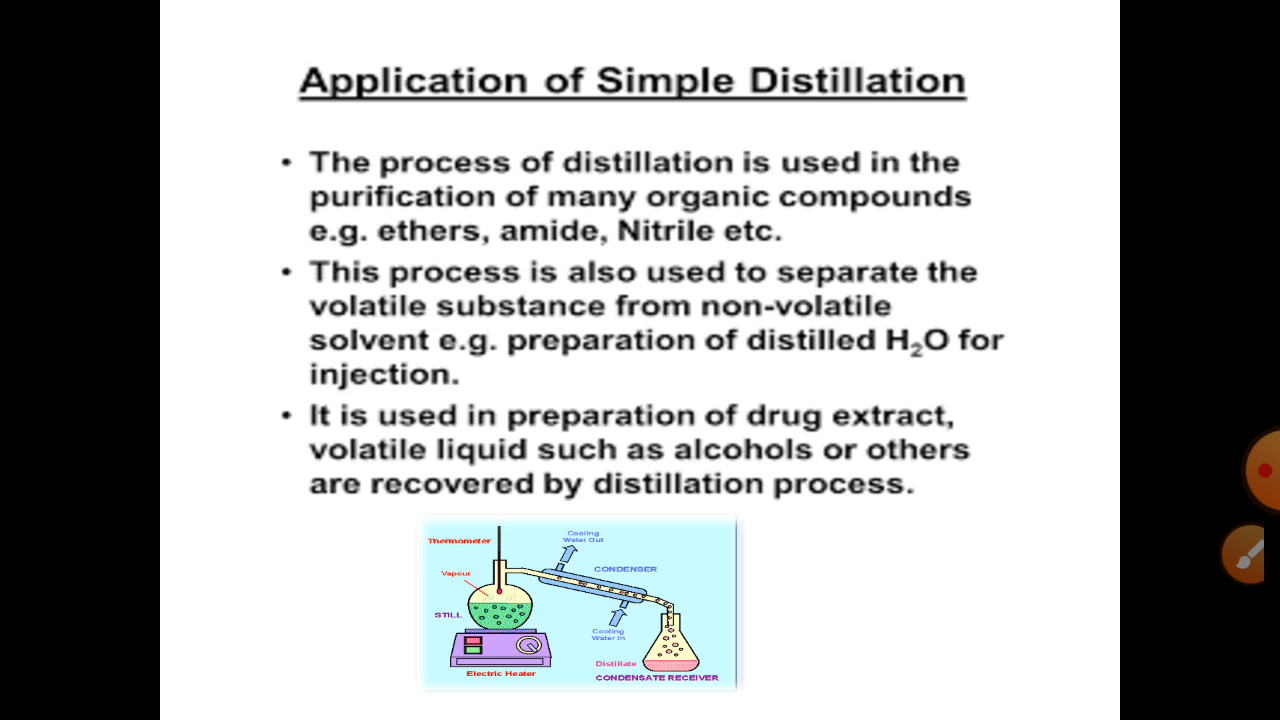 Application of Simple Distillation
• The process of distillation is used in the
purification of many organic compounds
e.g. ethers, amide, Nitrile etc.
• This process is also used to separate the
volatile substance from non-volatile
solvent e.g. preparation of distilled H₂O for
injection.
• It is used in preparation of drug extract,
volatile liquid such as alcohols or others
are recovered by distillation process.
Thermometer
Cooling
Water Out
Vapour
CONDENSER
STILL
Cooling
Water In
Distillate
Electric Heater
CONDENSATE RECEIVER